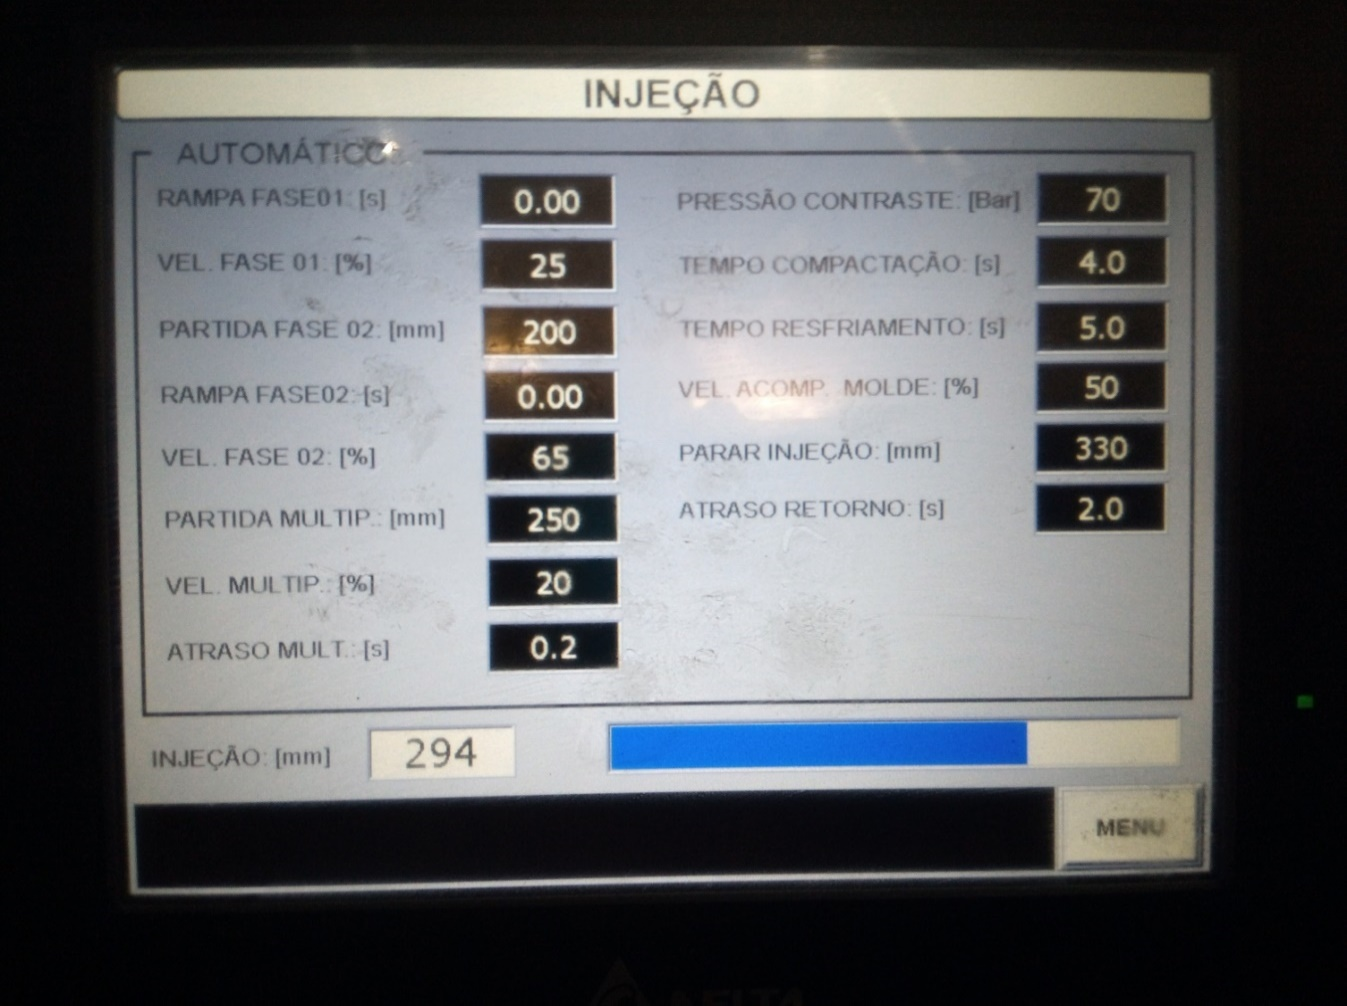 INJEÇÃO
AUTOMÁTICO
RAMPA FASE01: [s] 0.00
VEL. FASE 01: [%] 25
PARTIDA FASE 02: [mm] 200
RAMPA FASE02: [s] 0.00
VEL. FASE 02: [%] 65
PARTIDA MULTIP.: [mm] 250
VEL. MULTIP.: [%] 20
ATRASO MULT.: [s] 0.2
PRESSÃO CONTRASTE: [Bar] 70
TEMPO COMPACTAÇÃO: [s] 4.0
TEMPO RESFRIAMENTO: [s] 5.0
VEL. ACOMP. MOLDE: [%] 50
PARAR INJEÇÃO: [mm] 330
ATRASO RETORNO: [s] 2.0
INJEÇÃO: [mm] 294
MENU